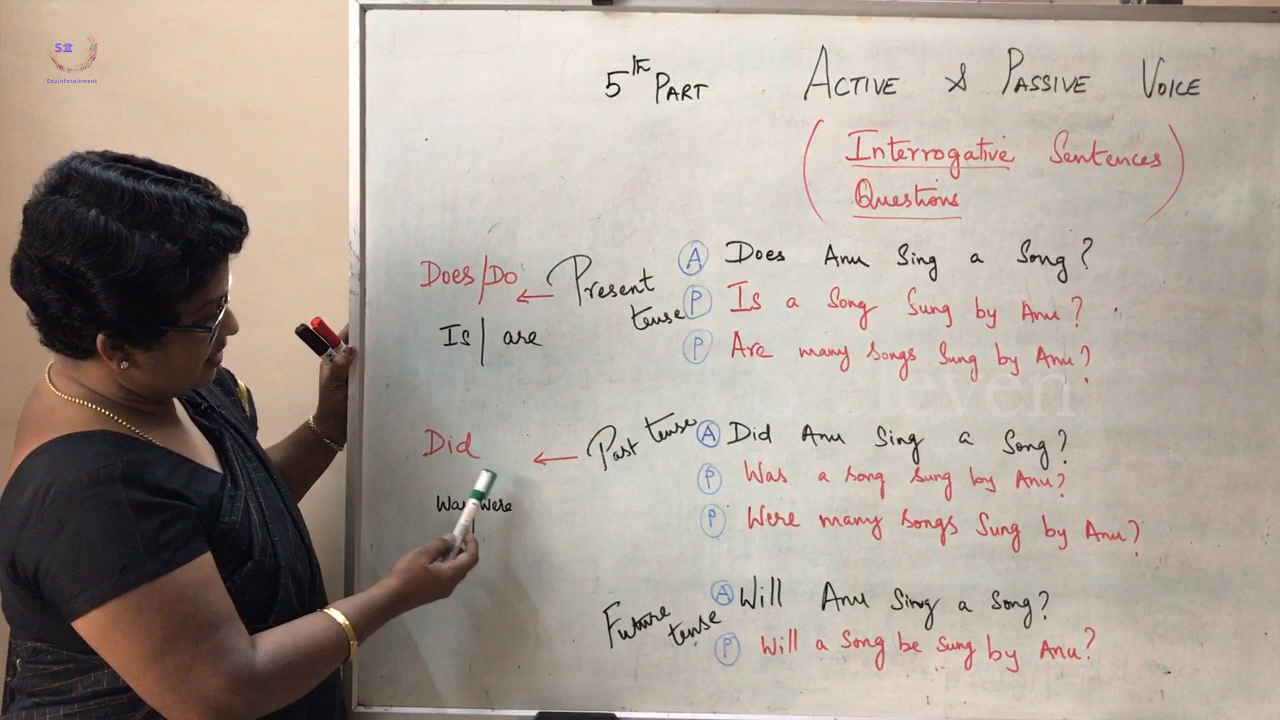 S11
Eduinfotainment
5th PART ACTIVE & PASSIVE VOICE
(Interrogative Sentences
Questions)
Does/Do ← Present tense
Is | are
A Does Anu Sing a Song?
P Is a Song Sung by Anu?
P Are many songs Sung by Anu?
eleven
Did ← Past tense
Was were
A Did Anu Sing a Song?
P Was a song sung by Anu?
P Were many songs Sung by Anu?
Future tense
A Will Anu Sing a Song?
P Will a Song be Sung by Anu?